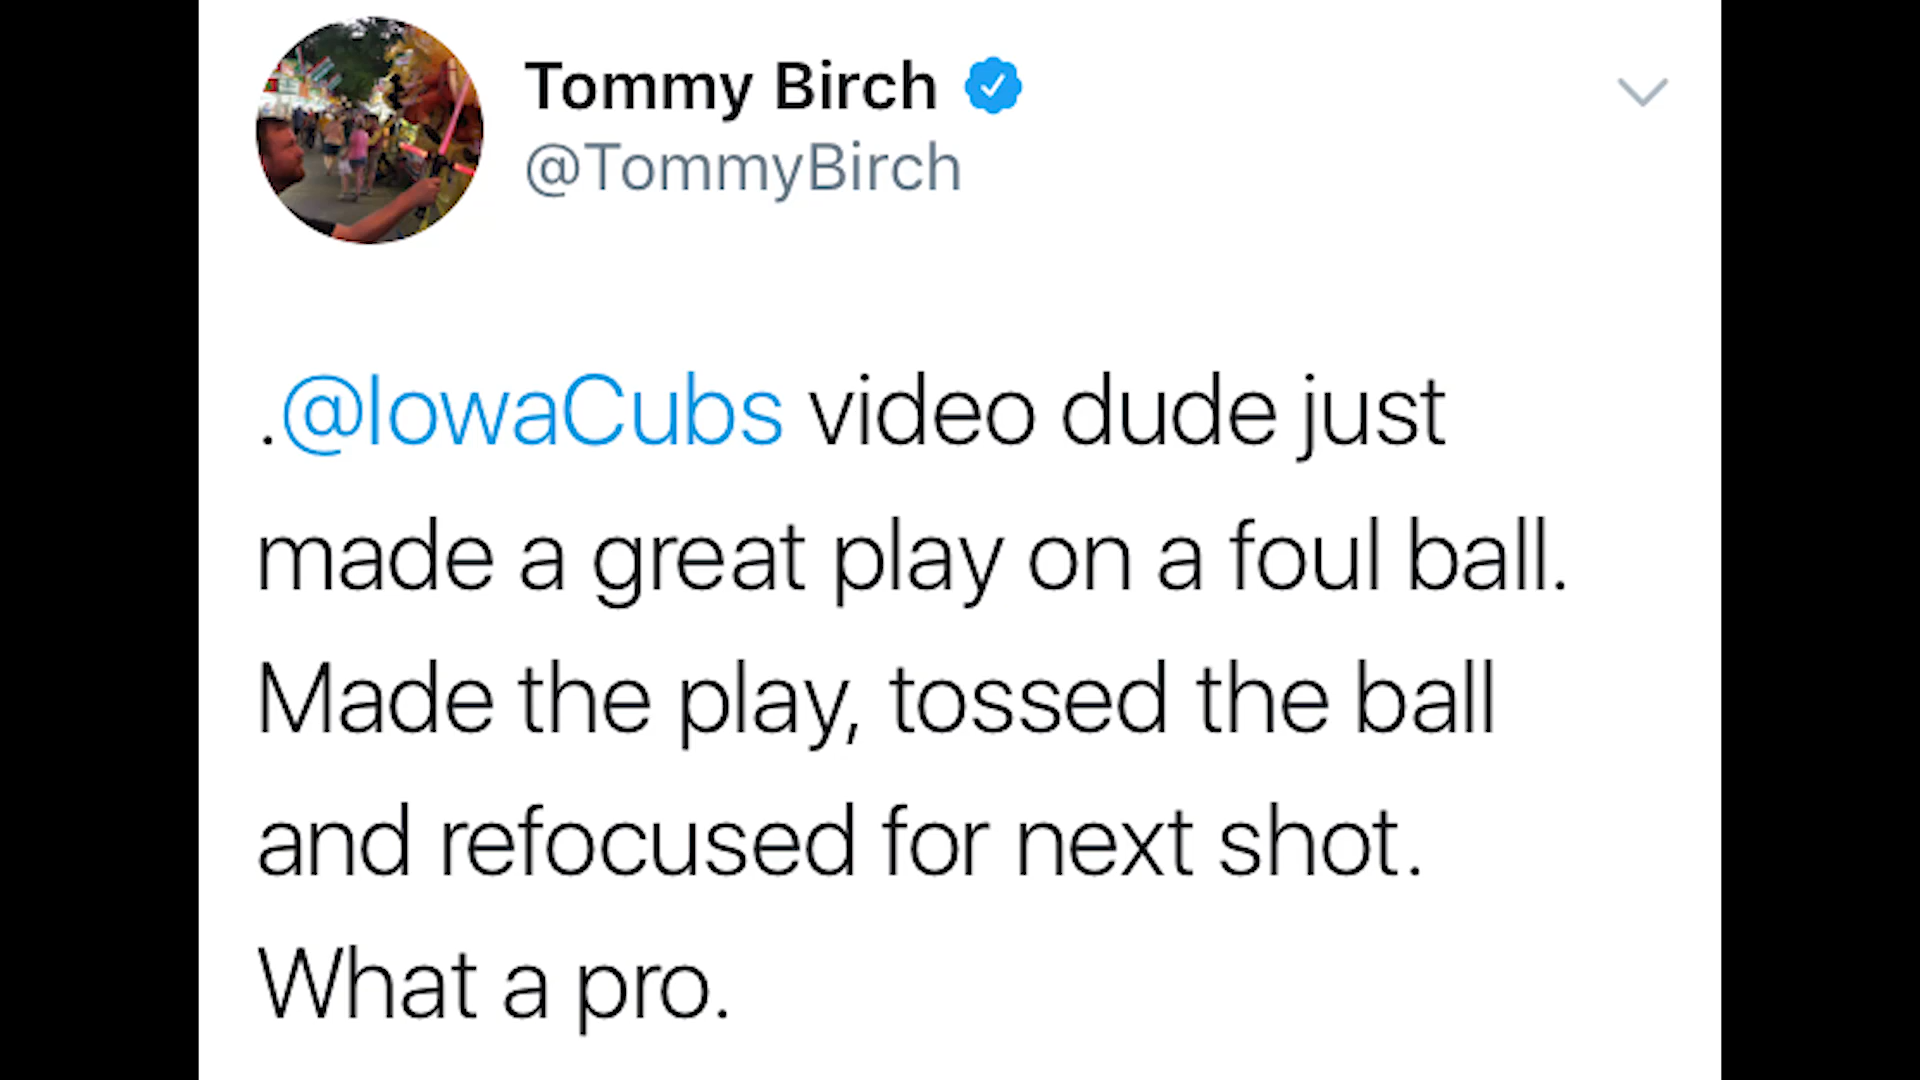 Tommy Birch
@TommyBirch
.@IowaCubs video dude just
made a great play on a foul ball.
Made the play, tossed the ball
and refocused for next shot.
What a pro.